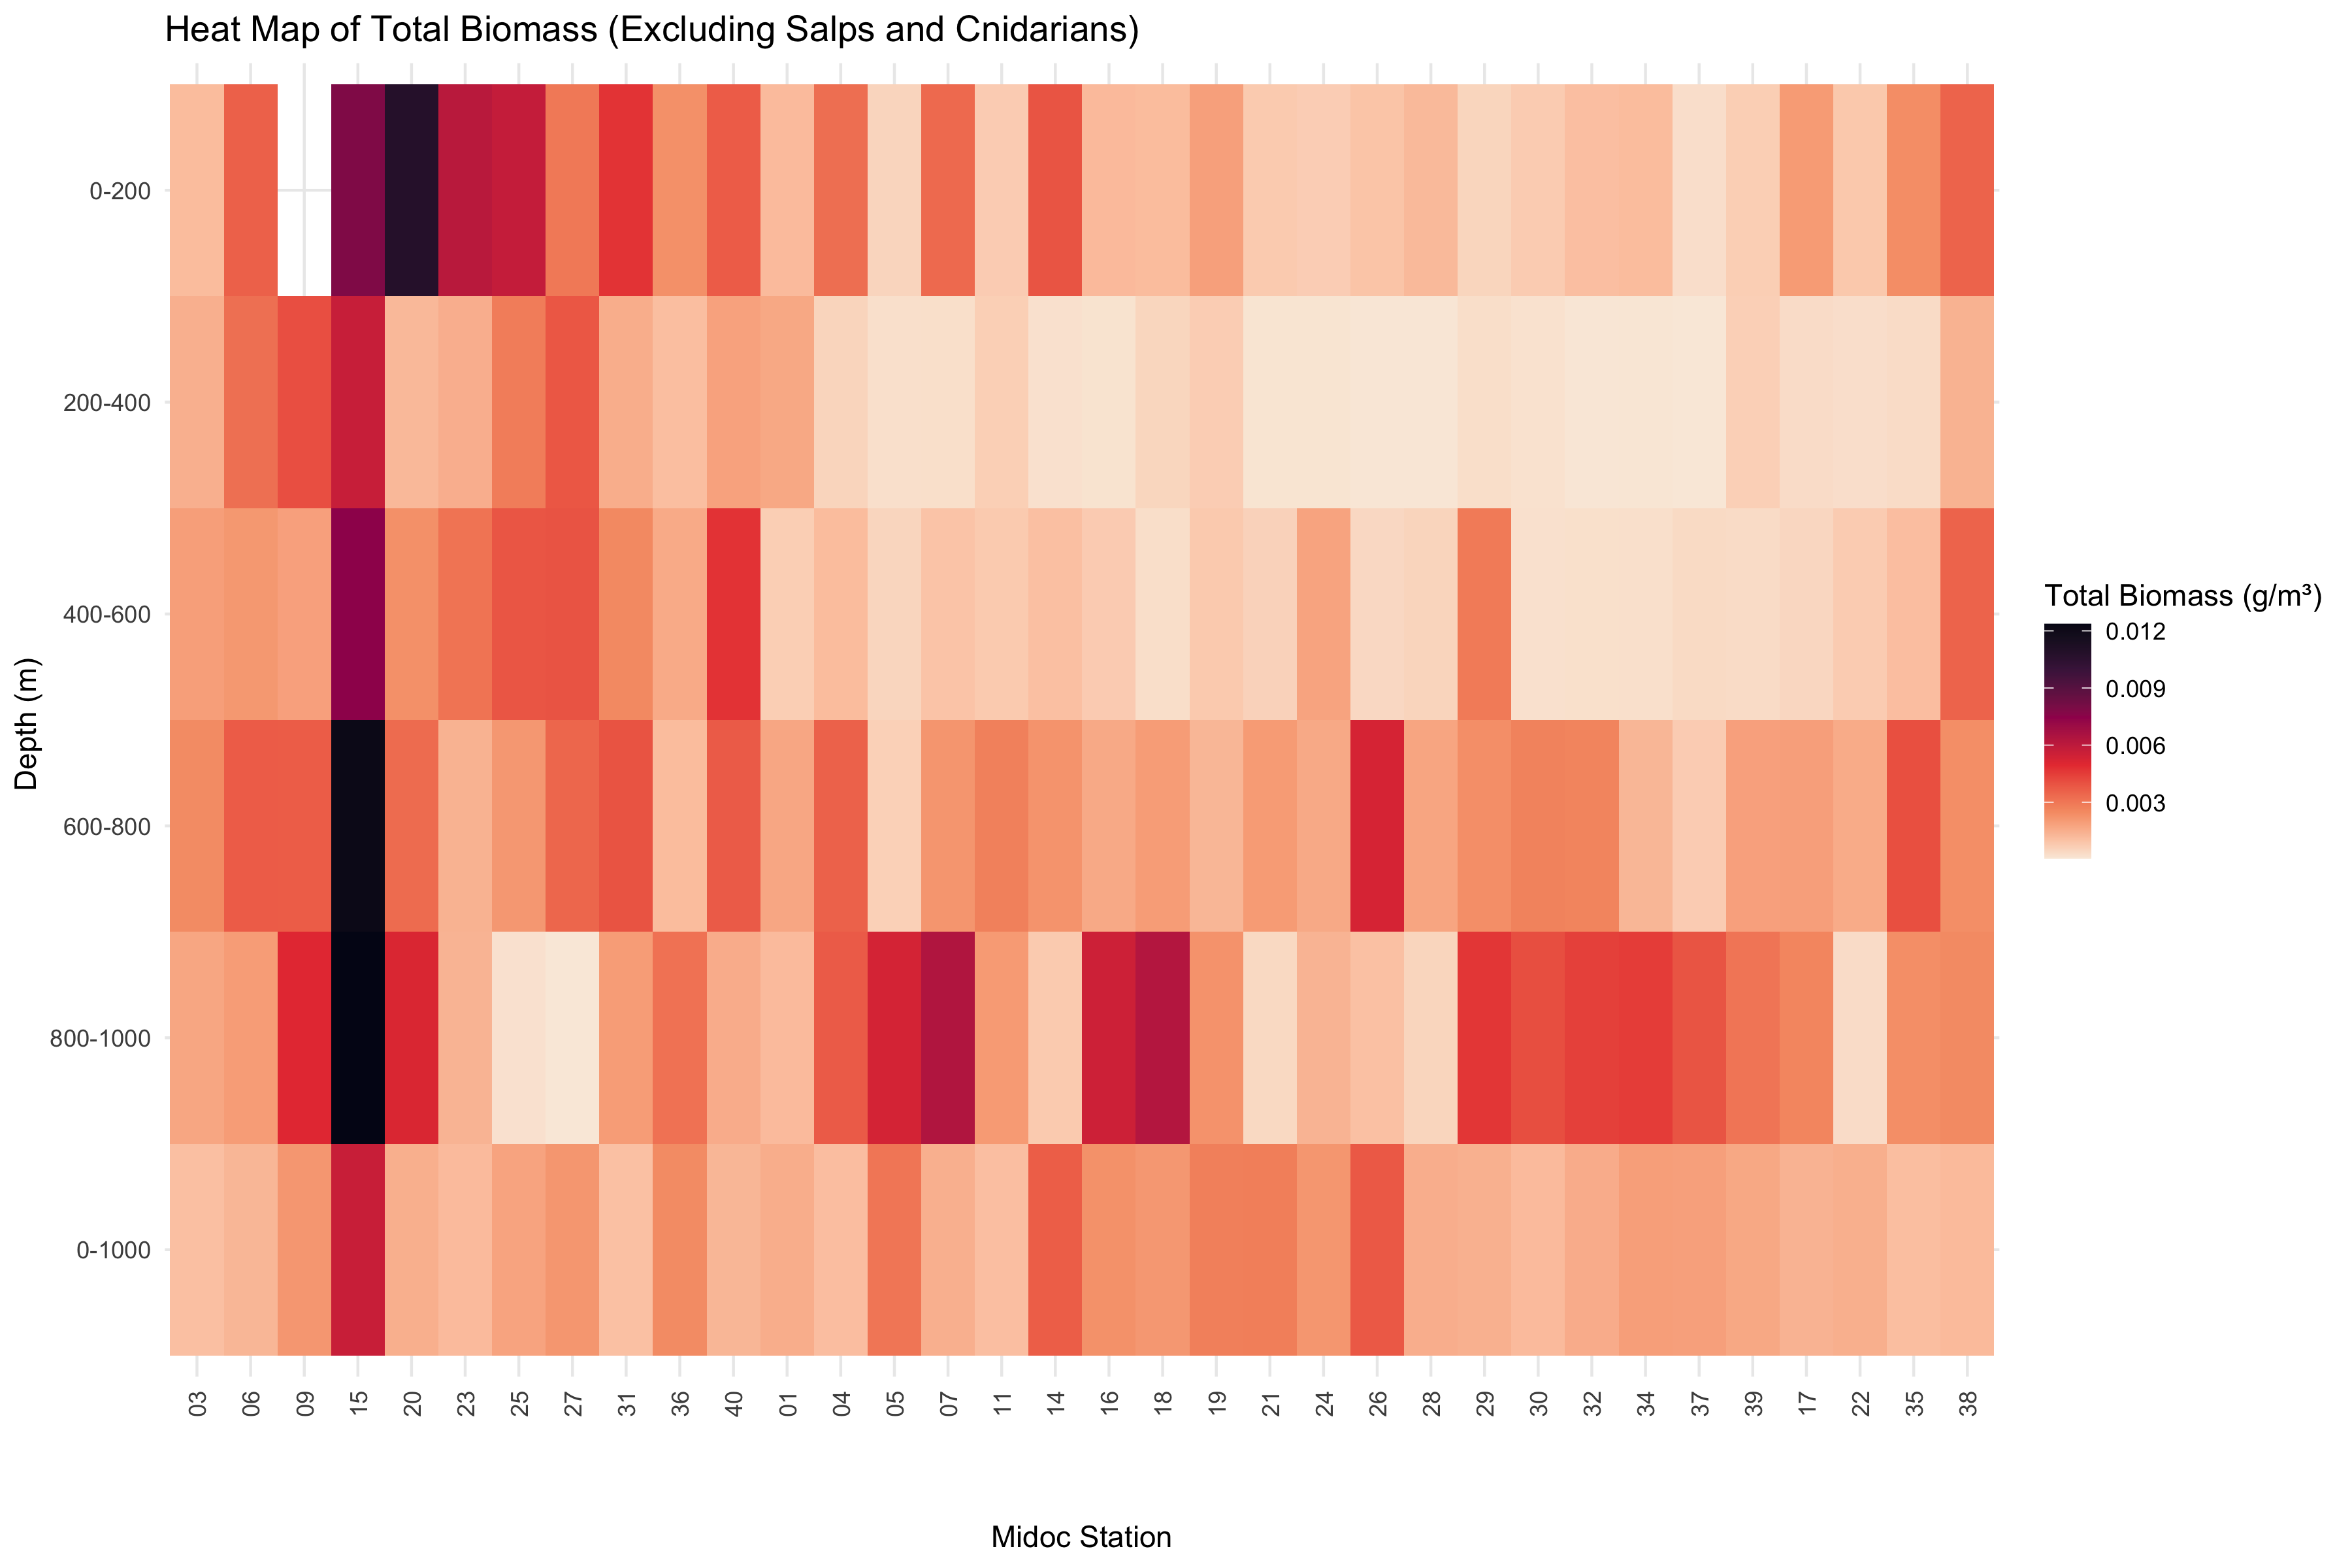 Heat Map of Total Biomass (Excluding Salps and Cnidarians)
Depth (m)
0-200
200-400
400-600
600-800
800-1000
0-1000
03 06 09 15 20 23 25 27 31 36 40 01 04 05 07 11 14 16 18 19 21 24 26 28 29 30 32 34 37 39 17 22 35 38
Midoc Station
Total Biomass (g/m³)
0.012
0.009
0.006
0.003